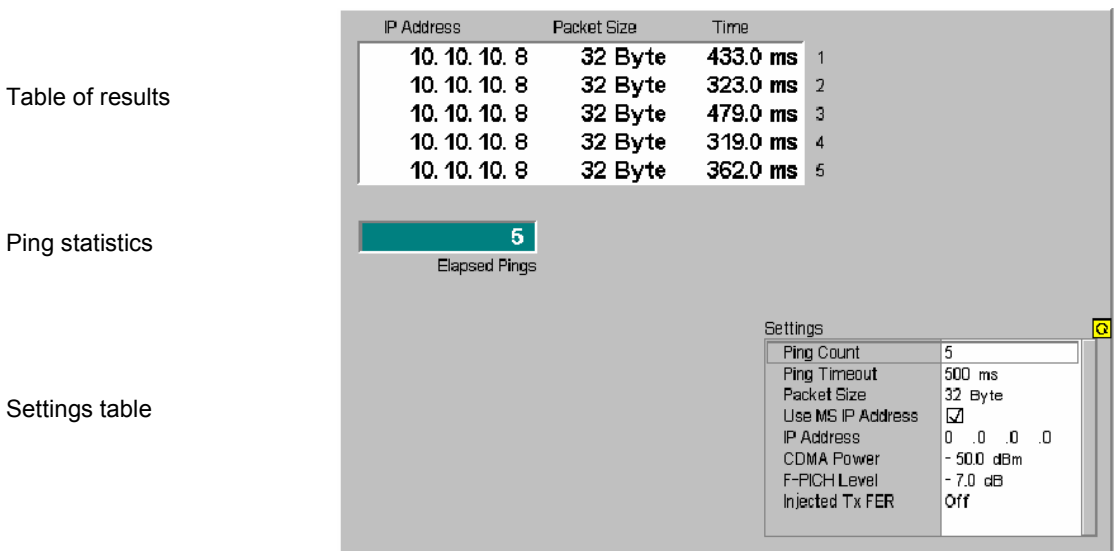 IP Address Packet Size Time
10. 10. 10. 8 32 Byte 433.0 ms 1
10. 10. 10. 8 32 Byte 323.0 ms 2
Table of results
10. 10. 10. 8 32 Byte 479.0 ms 3
10. 10. 10. 8 32 Byte 319.0 ms 4
10. 10. 10. 8 32 Byte 362.0 ms 5
Ping statistics
5
Elapsed Pings
Settings
Ping Count 5
Ping Timeout 500 ms
Packet Size 32 Byte
Settings table
Use MS IP Address
IP Address 0 .0 .0 .0
CDMA Power - 50.0 dBm
F-PICH Level - 7.0 dB
Injected Tx FER Off